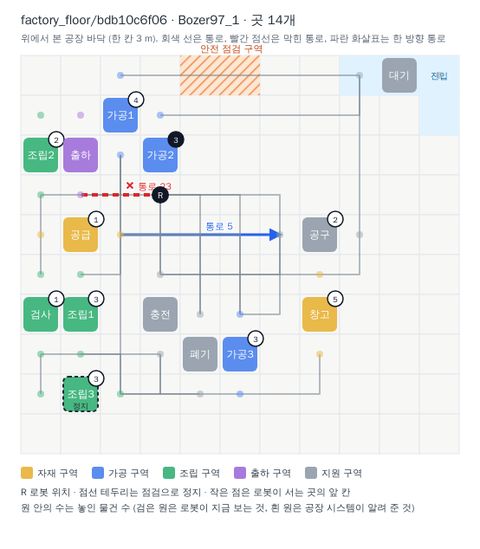 factory_floor/bdb10c6f06 · Bozer97_1 · 곳 14개
위에서 본 공장 바닥 (한 칸 3 m). 회색 선은 통로, 빨간 점선은 막힌 통로, 파란 화살표는 한 방향 통로
안전 점검 구역
대기
진입
가공1
4
조립2
2
출하
가공2
3
통로 23
R
공급
1
통로 5
공구
2
검사
1
조립1
3
충전
창고
5
폐기
가공3
3
조립3
3
정지
자재 구역
가공 구역
조립 구역
출하 구역
지원 구역
R 로봇 위치 · 점선 테두리는 점검으로 정지 · 작은 점은 로봇이 서는 곳의 앞 칸
원 안의 수는 놓인 물건 수 (검은 원은 로봇이 지금 보는 것, 흰 원은 공장 시스템이 알려 준 것)